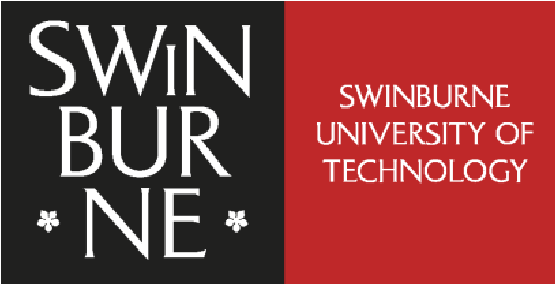 SWiN
BUR
NE
SWINBURNE
UNIVERSITY OF
TECHNOLOGY